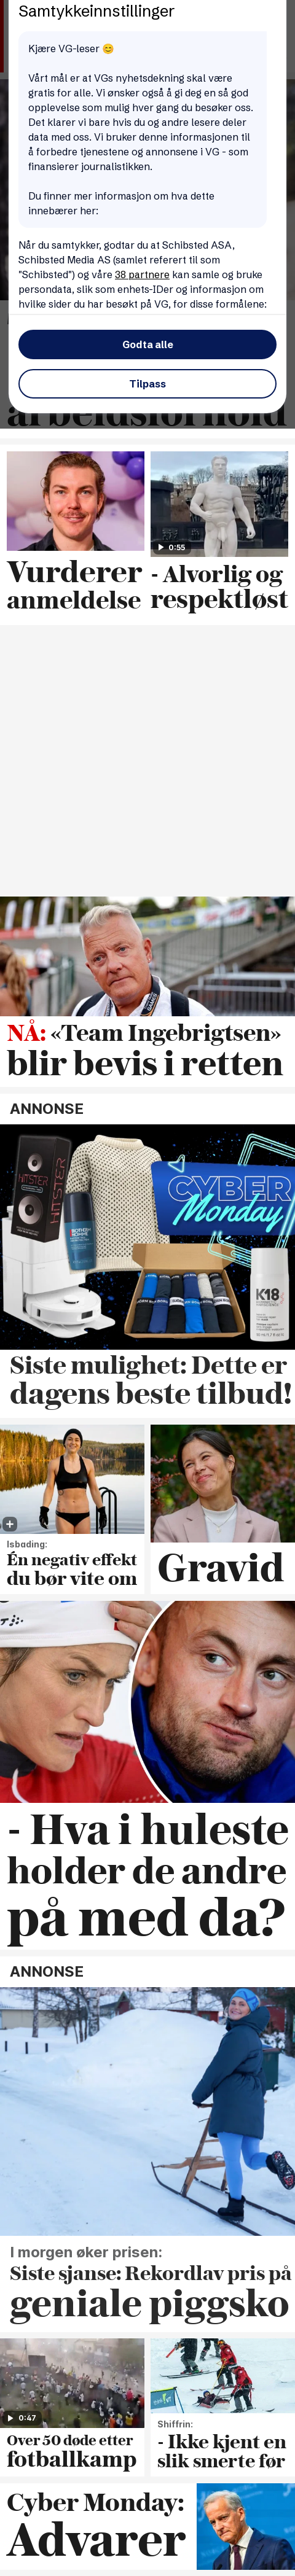 Samtykkeinnstillinger
Kjære VG-leser 😊
Vårt mål er at VGs nyhetsdekning skal være
gratis for alle. Vi ønsker også å gi deg en så god
opplevelse som mulig hver gang du besøker oss.
Det klarer vi bare hvis du og andre lesere deler
data med oss. Vi bruker denne informasjonen til
å forbedre tjenestene og annonsene i VG - som
finansierer journalistikken.
Du finner mer informasjon om hva dette
innebærer her:
Når du samtykker, godtar du at Schibsted ASA,
Schibsted Media AS (samlet referert til som
"Schibsted") og våre 38 partnere kan samle og bruke
persondata, slik som enhets-IDer og informasjon om
hvilke sider du har besøkt på VG, for disse formålene:
Godta alle
Tilpass
arbeidsforhold
0:55
Vurderer
anmeldelse
- Alvorlig og
respektløst
NÅ: «Team Ingebrigtsen»
blir bevis i retten
ANNONSE
HITSTER
HITSTER
CYBER
Monday
BIOTHERM
HOMME
K18
Siste mulighet: Dette er
dagens beste tilbud!
Isbading:
Én negativ effekt
du bør vite om
Gravid
- Hva i huleste
holder de andre
på med da?
ANNONSE
I morgen øker prisen:
Siste sjanse: Rekordlav pris på
geniale piggsko
0:47
Over 50 døde etter
fotballkamp
Shiffrin:
- Ikke kjent en
slik smerte før
Cyber Monday:
Advarer